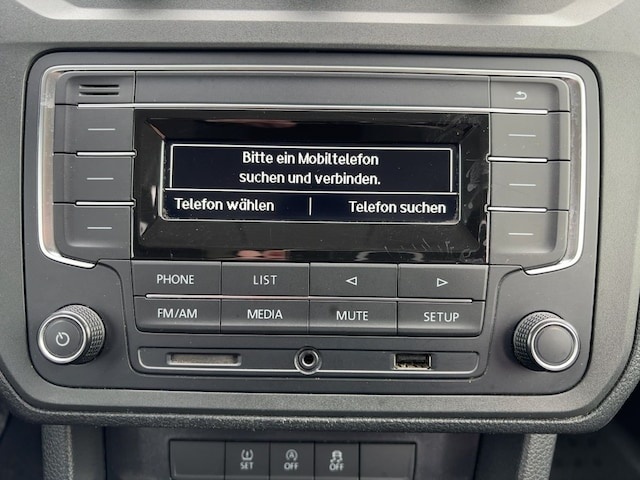 Bitte ein Mobiltelefon
suchen und verbinden.
Telefon wählen | Telefon suchen
PHONE LIST
FM/AM MEDIA MUTE SETUP
SET OFF OFF